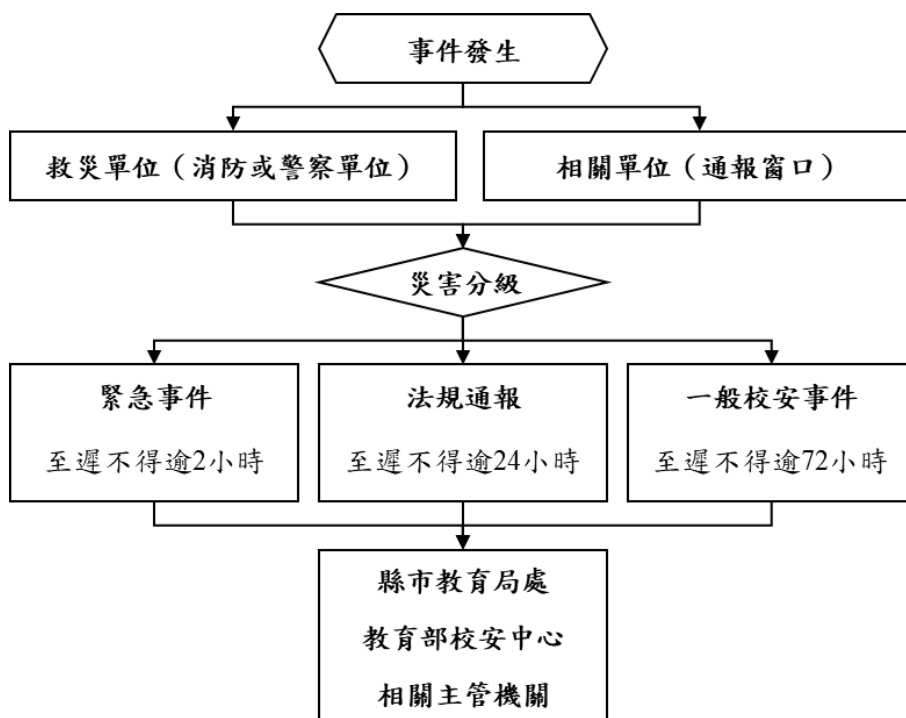 事件發生
救災單位（消防或警察單位）
相關單位（通報窗口）
災害分級
緊急事件
至遲不得逾2小時
法規通報
至遲不得逾24小時
一般校安事件
至遲不得逾72小時
縣市教育局處
教育部校安中心
相關主管機關